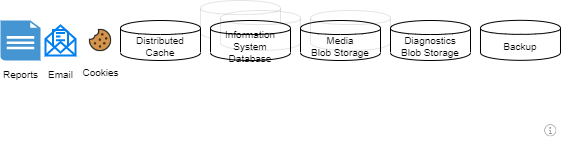 Reports
Email
Cookies
Distributed
Cache
Information
System
Database
Media
Blob Storage
Diagnostics
Blob Storage
Backup